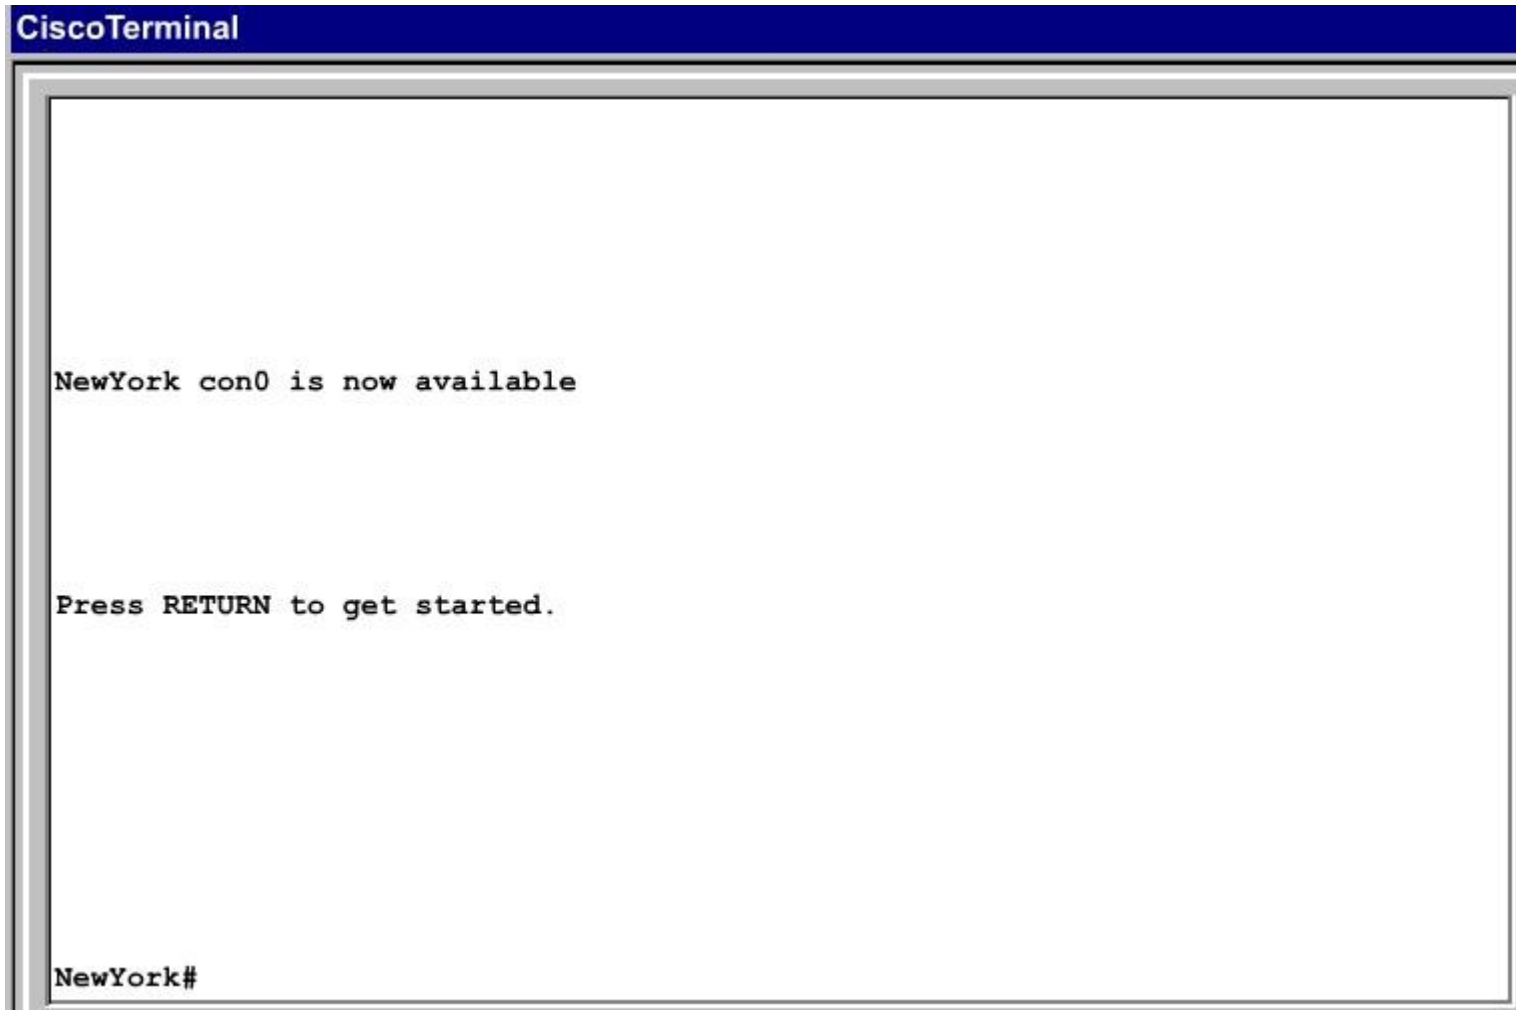 CiscoTerminal
NewYork con0 is now available
Press RETURN to get started.
NewYork#